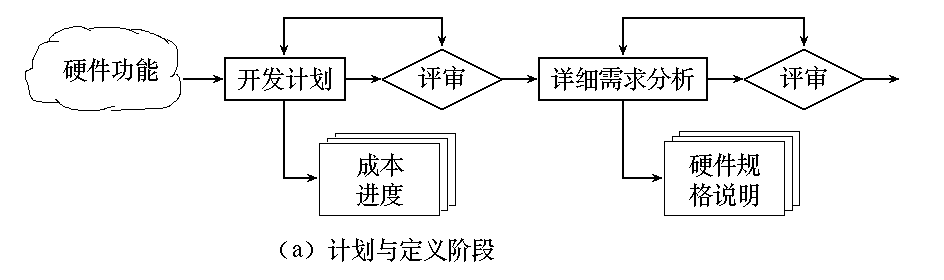 硬件功能
开发计划
评审
详细需求分析
评审
成本
进度
硬件规
格说明
（a）计划与定义阶段